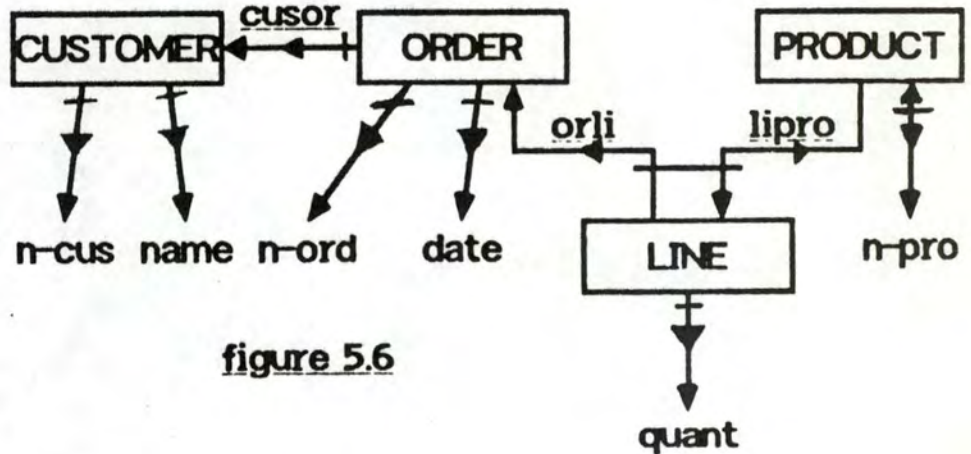 cusor
CUSTOMER ORDER PRODUCT
orli lipro
n-cus name n-ord date LINE n-pro
figure 5.6
quant